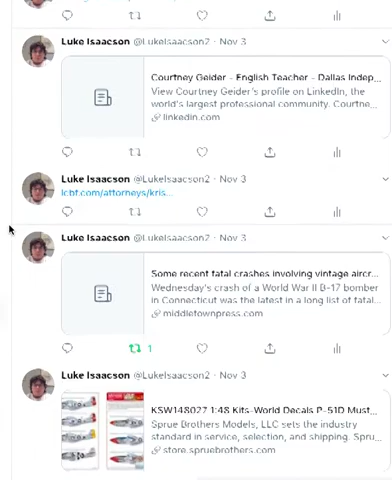 Luke Isaacson @LukeIsaacson2 · Nov 3
Courtney Geider - English Teacher - Dallas Indep...
View Courtney Geider's profile on LinkedIn, the
world's largest professional community. Courtne...
linkedin.com
Luke Isaacson @LukeIsaacson2 · Nov 3
lcbf.com/attorneys/kris...
Luke Isaacson @LukeIsaacson2 · Nov 3
Some recent fatal crashes involving vintage aircr...
Wednesday's crash of a World War II B-17 bomber
in Connecticut was the latest in a long list of fatal...
middletownpress.com
1
Luke Isaacson @LukeIsaacson2 · Nov 3
KSW148027 1:48 Kits-World Decals P-51D Must...
Sprue Brothers Models, LLC sets the industry
standard in service, selection, and shipping. Spru...
store.spruebrothers.com